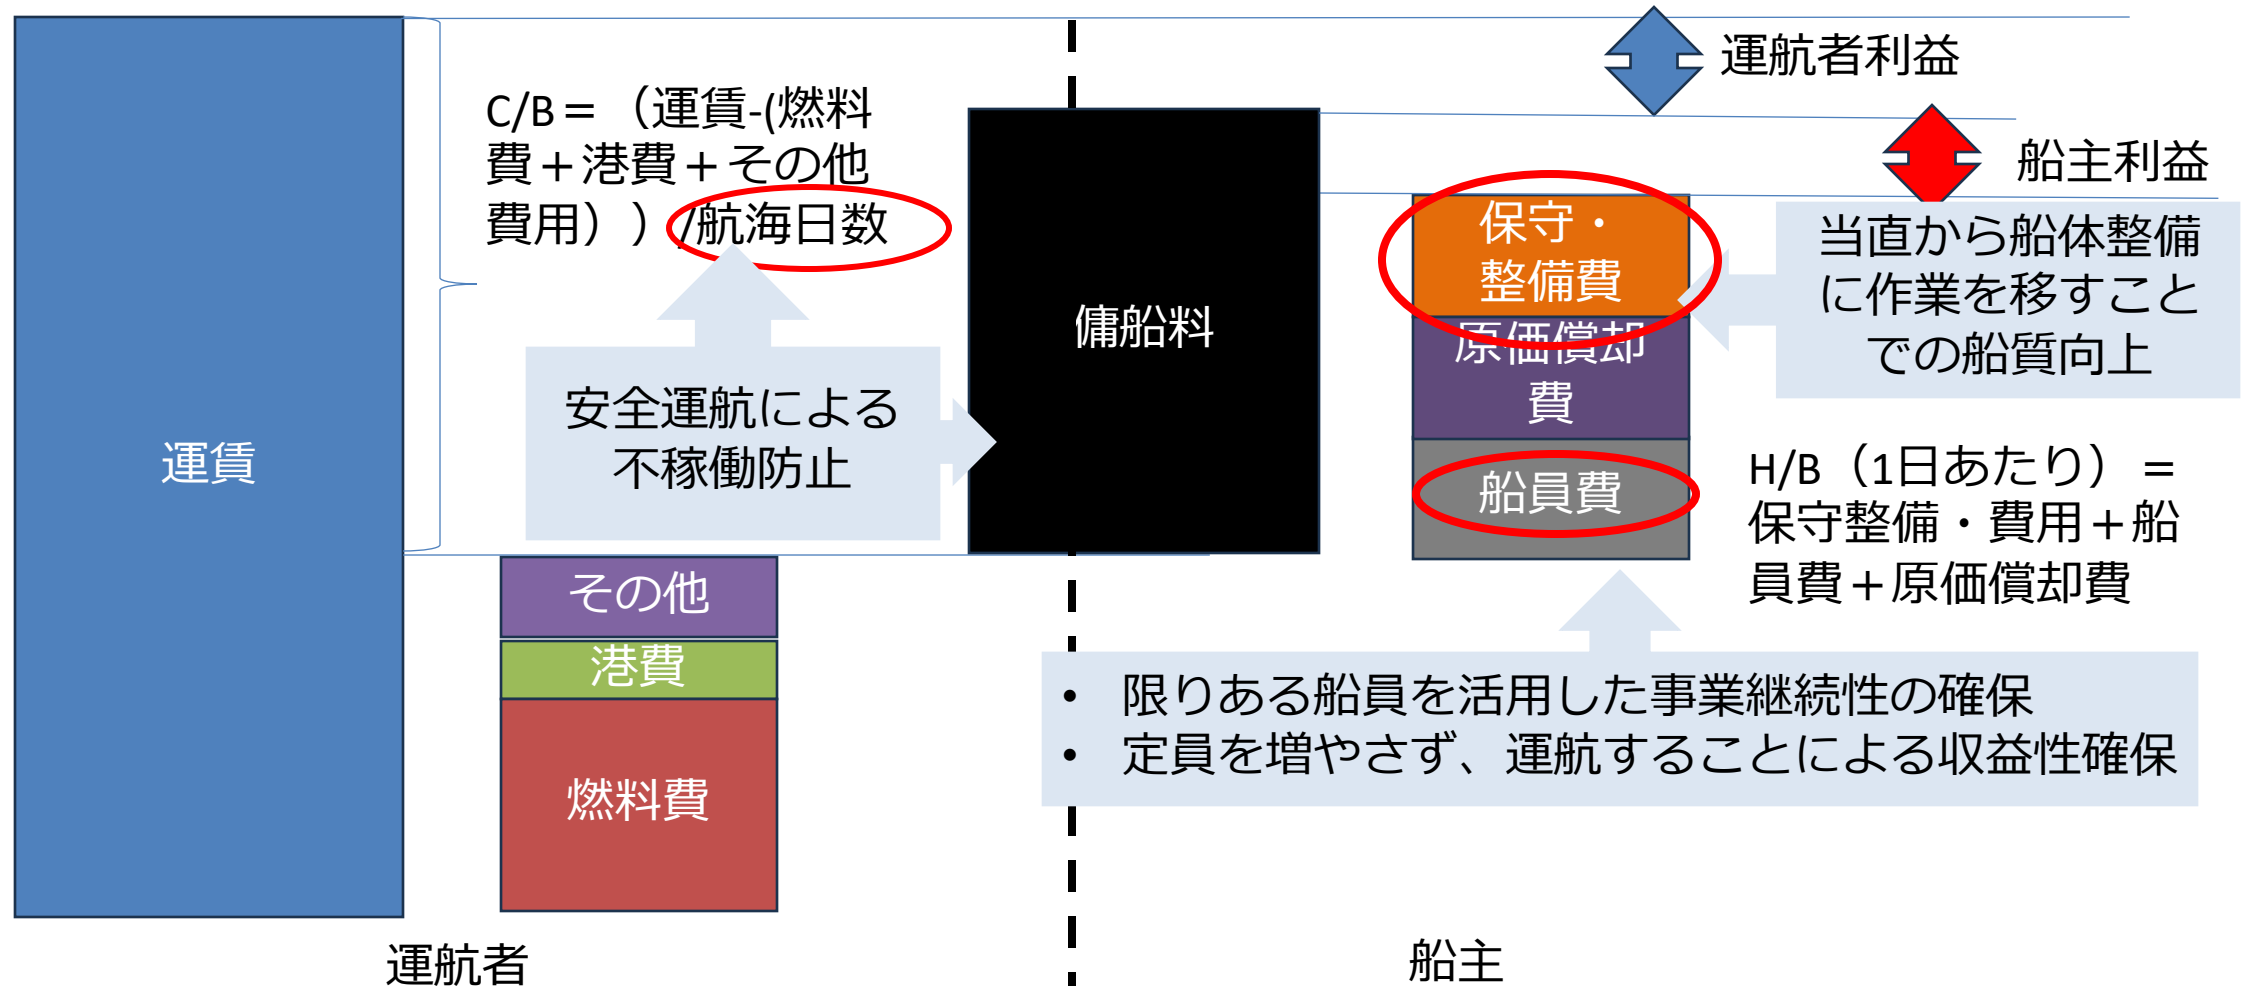 運航者利益
C/B＝（運賃-(燃料
費＋港費＋その他
費用））/航海日数
船主利益
保守・
整備費
当直から船体整備
に作業を移すこと
での船質向上
傭船料
原価償却
費
安全運航による
不稼働防止
運賃
船員費
H/B（1日あたり）＝
保守整備・費用＋船
員費＋原価償却費
その他
港費
燃料費
• 限りある船員を活用した事業継続性の確保
• 定員を増やさず、運航することによる収益性確保
運航者
船主